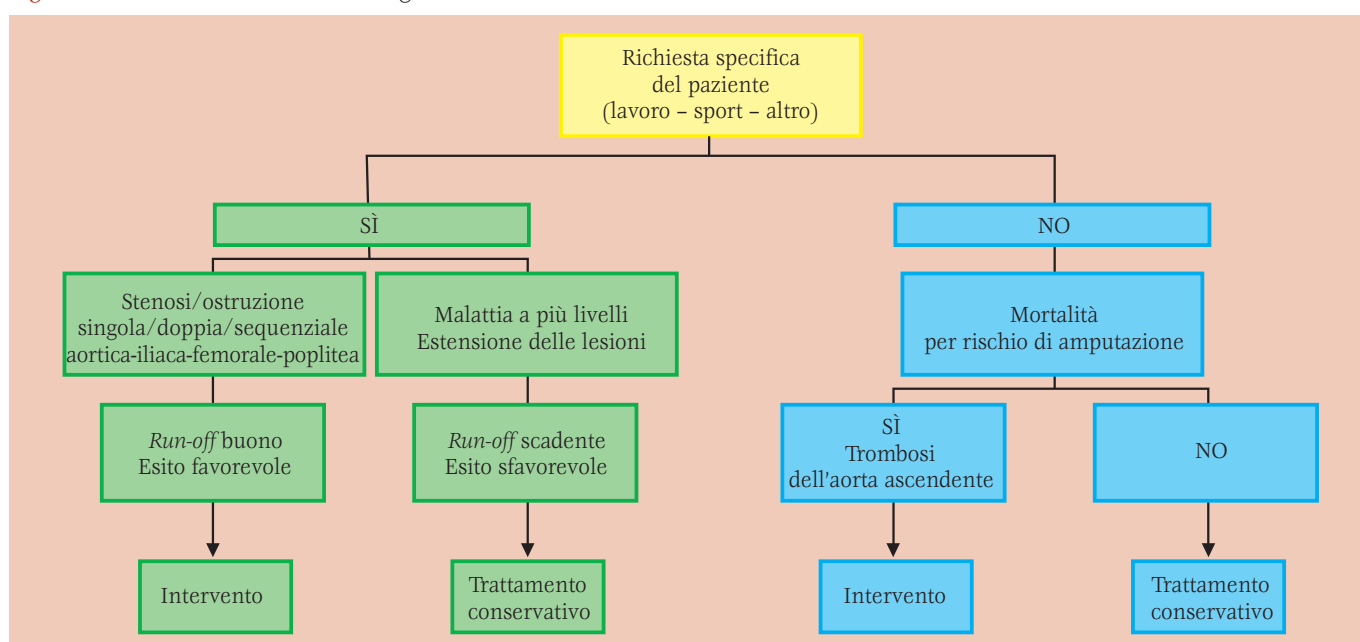 Richiesta specifica
del paziente
(lavoro – sport – altro)
SÌ
NO
Stenosi/ostruzione
singola/doppia/sequenziale
aortica-iliaca-femorale-poplitea
Malattia a più livelli
Estensione delle lesioni
Mortalità
per rischio di amputazione
Run-off buono
Esito favorevole
Run-off scadente
Esito sfavorevole
SÌ
Trombosi
dell'aorta ascendente
NO
Intervento
Trattamento
conservativo
Intervento
Trattamento
conservativo